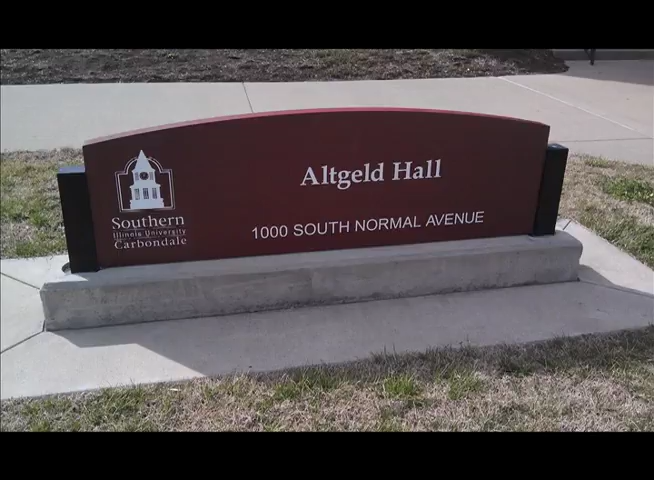 Altgeld Hall
1000 SOUTH NORMAL AVENUE
Southern
Illinois University
Carbondale